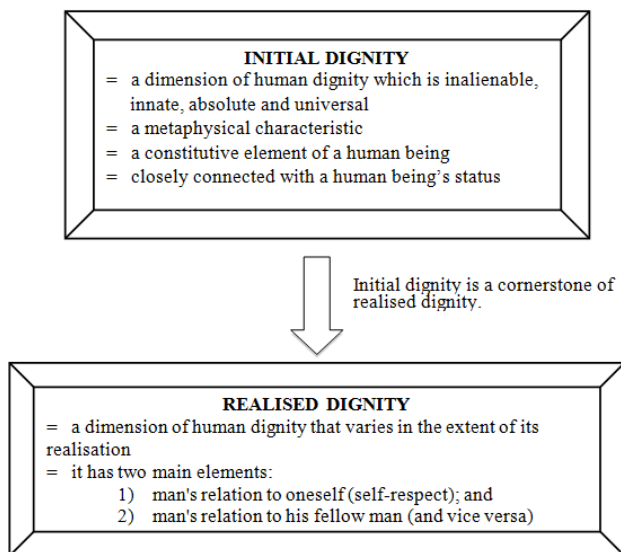 INITIAL DIGNITY
= a dimension of human dignity which is inalienable,
innate, absolute and universal
= a metaphysical characteristic
= a constitutive element of a human being
= closely connected with a human being's status
Initial dignity is a cornerstone of
realised dignity.
REALISED DIGNITY
= a dimension of human dignity that varies in the extent of its
realisation
= it has two main elements:
1) man's relation to oneself (self-respect); and
2) man's relation to his fellow man (and vice versa)